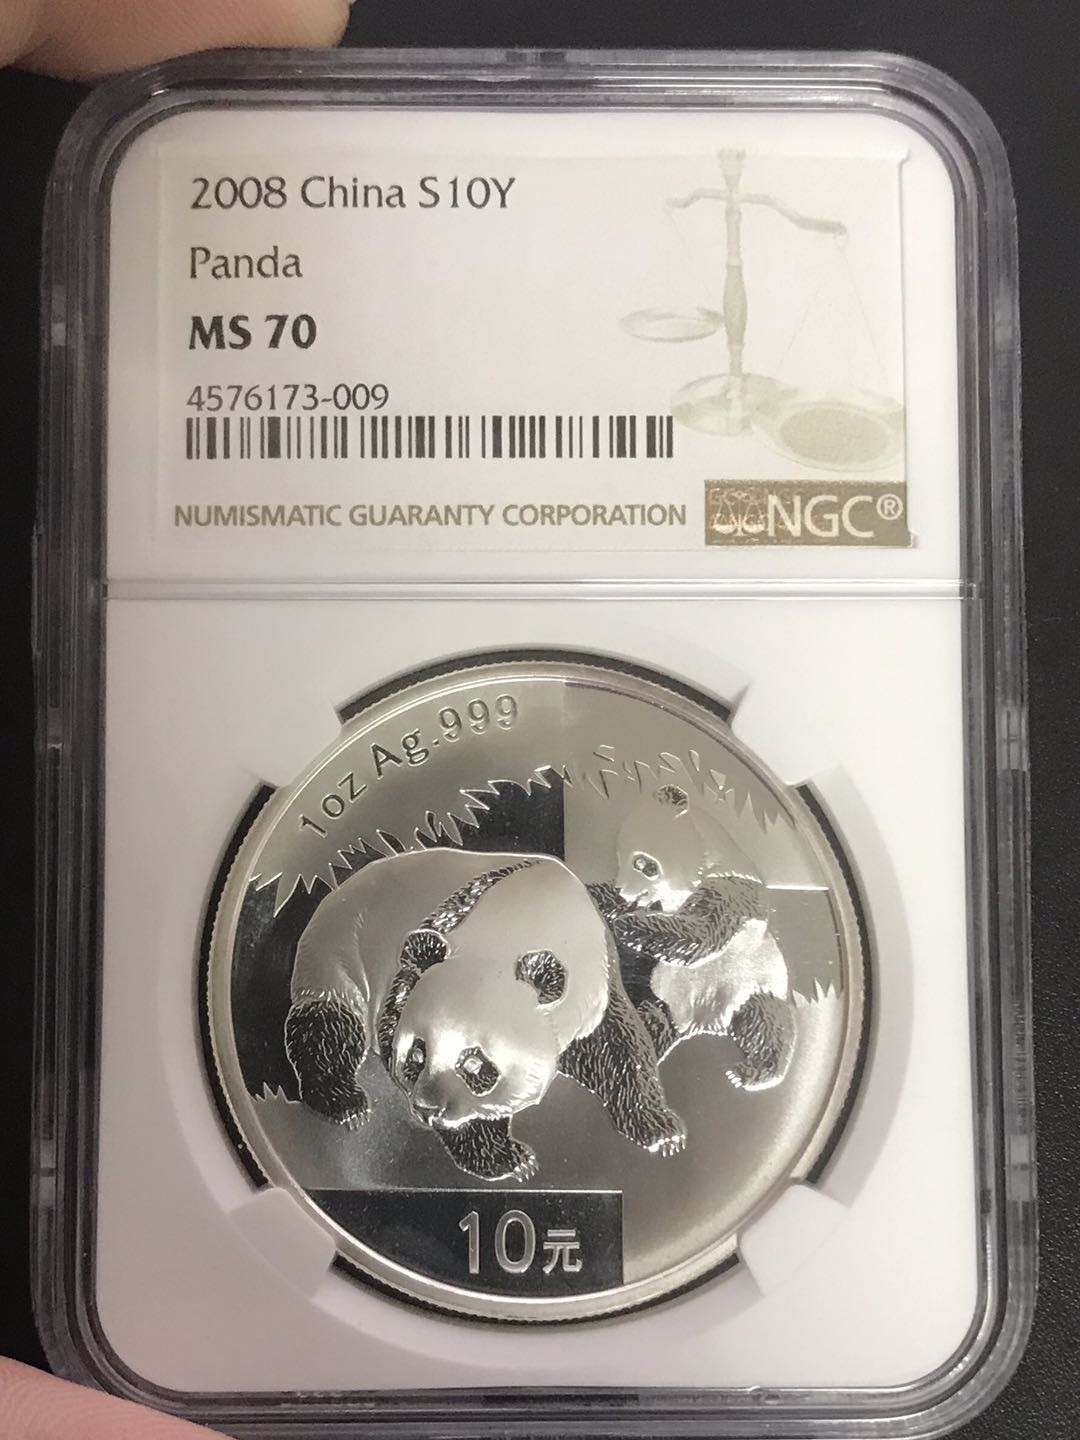 2008 China S10Y
Panda
MS 70
4576173-009
NUMISMATIC GUARANTY CORPORATION
NGC®
1oz Ag.999
10元